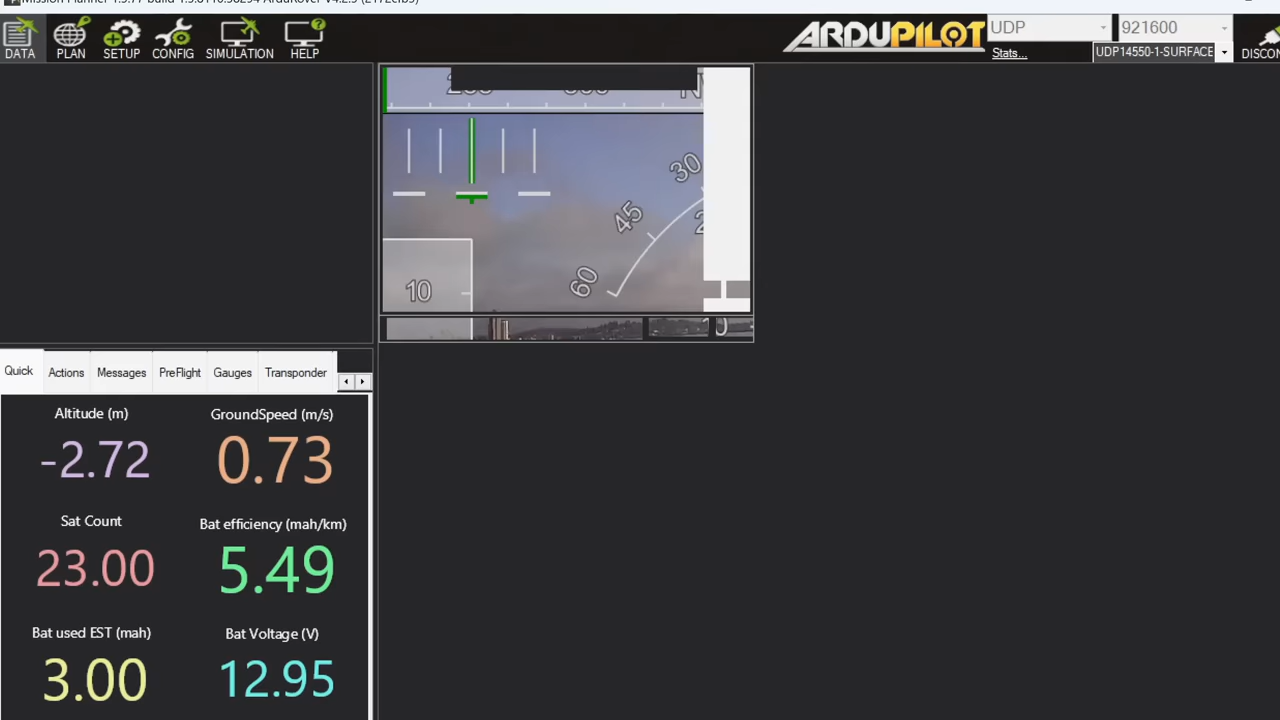 DATA PLAN SETUP CONFIG SIMULATION HELP
ARDUPILOT
UDP 921600
Stats... UDP14550-1-SURFACE
30
45
60
10
10
Quick Actions Messages PreFlight Gauges Transponder
Altitude (m) GroundSpeed (m/s)
-2.72 0.73
Sat Count Bat efficiency (mah/km)
23.00 5.49
Bat used EST (mah) Bat Voltage (V)
3.00 12.95